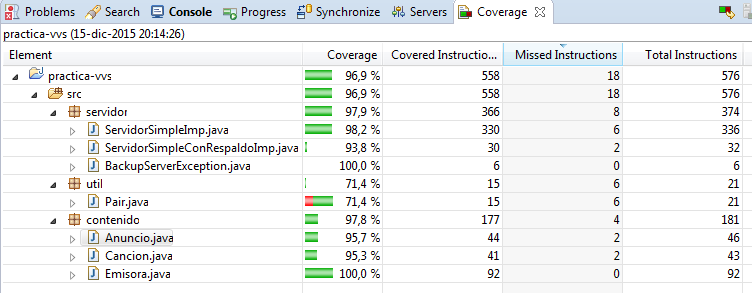 Problems Search Console Progress Synchronize Servers Coverage
practica-vvs (15-dic-2015 20:14:26)
Element Coverage Covered Instructio... Missed Instructions Total Instructions
practica-vvs 96,9 % 558 18 576
src 96,9 % 558 18 576
servidor 97,9 % 366 8 374
ServidorSimpleImp.java 98,2 % 330 6 336
ServidorSimpleConRespaldoImp.java 93,8 % 30 2 32
BackupServerException.java 100,0 % 6 0 6
util 71,4 % 15 6 21
Pair.java 71,4 % 15 6 21
contenido 97,8 % 177 4 181
Anuncio.java 95,7 % 44 2 46
Cancion.java 95,3 % 41 2 43
Emisora.java 100,0 % 92 0 92